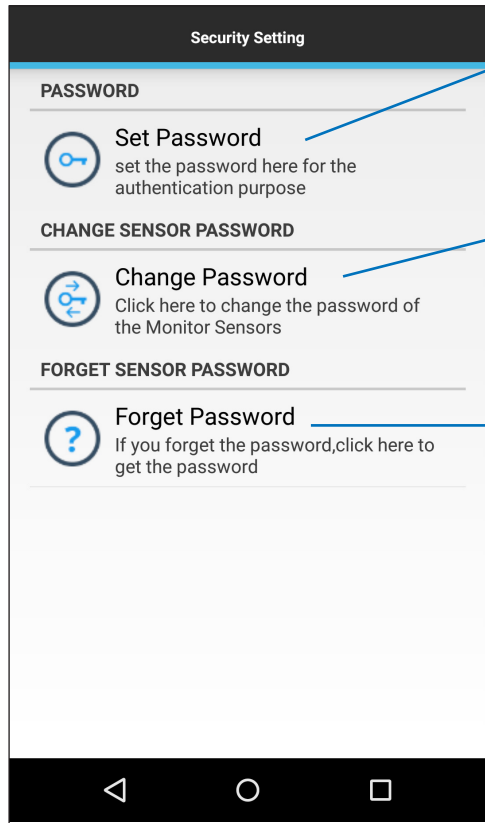 Security Setting
PASSWORD
Set Password
set the password here for the
authentication purpose
CHANGE SENSOR PASSWORD
Change Password
Click here to change the password of
the Monitor Sensors
FORGET SENSOR PASSWORD
Forget Password
If you forget the password,click here to
get the password